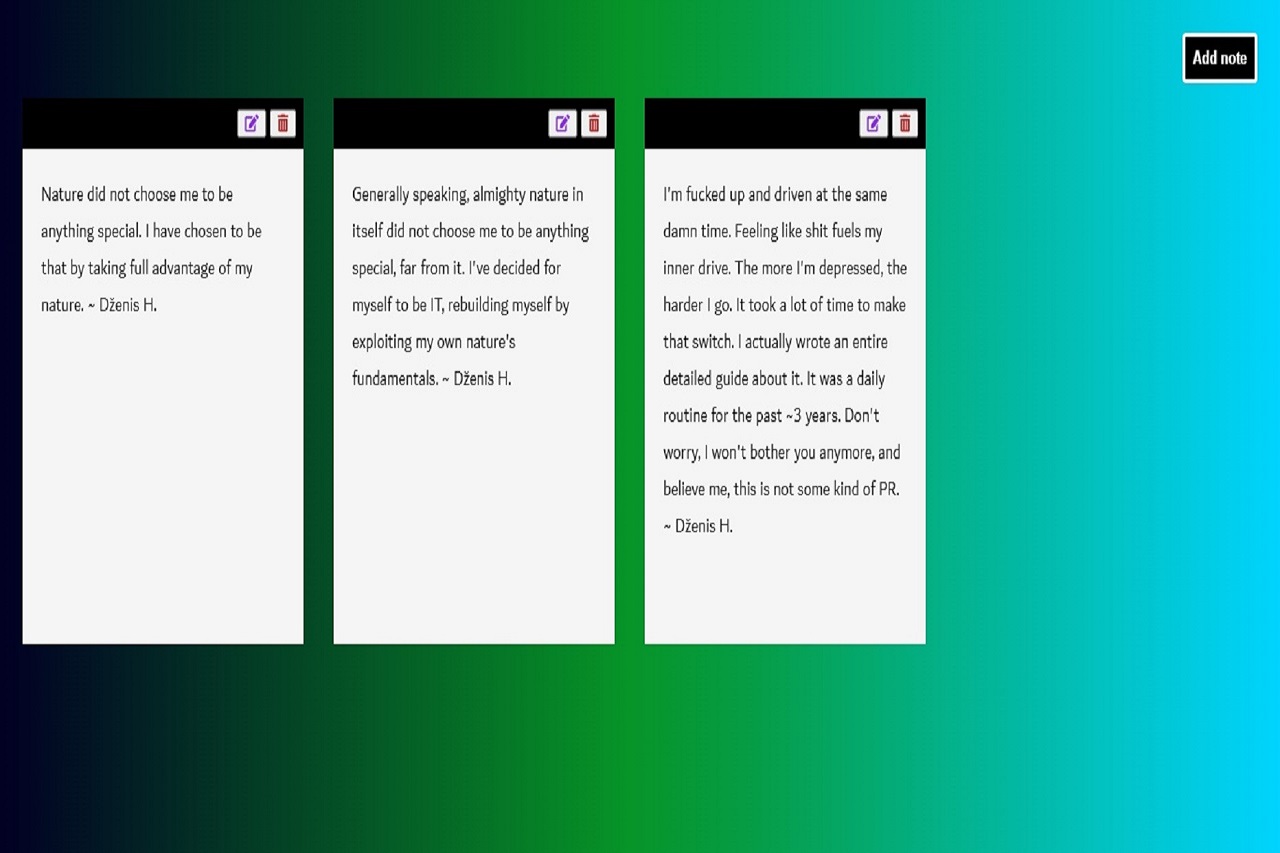 Add note
Nature did not choose me to be
anything special. I have chosen to be
that by taking full advantage of my
nature. ~ Dženis H.
Generally speaking, almighty nature in
itself did not choose me to be anything
special, far from it. I've decided for
myself to be IT, rebuilding myself by
exploiting my own nature's
fundamentals. ~ Dženis H.
I'm fucked up and driven at the same
damn time. Feeling like shit fuels my
inner drive. The more I'm depressed, the
harder I go. It took a lot of time to make
that switch. I actually wrote an entire
detailed guide about it. It was a daily
routine for the past ~3 years. Don't
worry, I won't bother you anymore, and
believe me, this is not some kind of PR.
~ Dženis H.